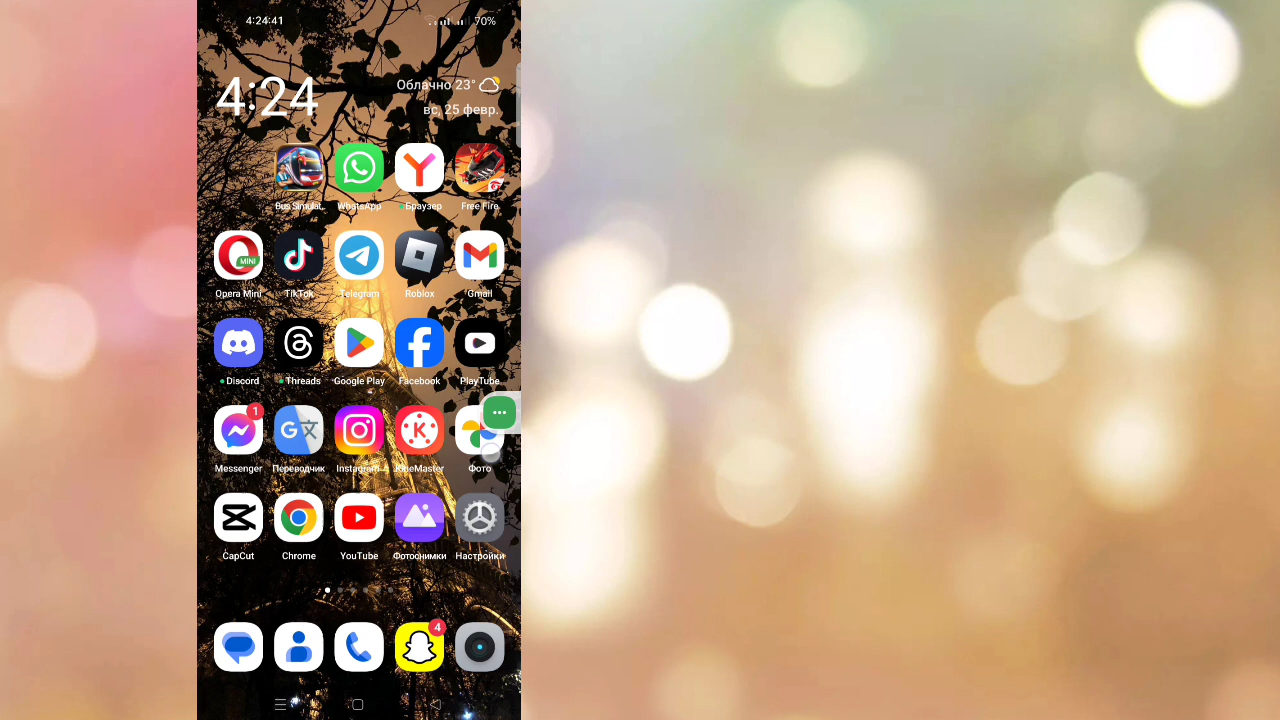 4:24:41 70%
4:24
Облачно 23°
вс, 25 февр.
Bus Simulat.. WhatsApp Браузер Free Fire
MINI
Opera Mini TikTok Telegram Roblox Gmail
Discord Threads Google Play Facebook PlayTube
1
Messenger Переводчик Instagram KineMaster Фото
CapCut Chrome YouTube Фотоснимки Настройки
4